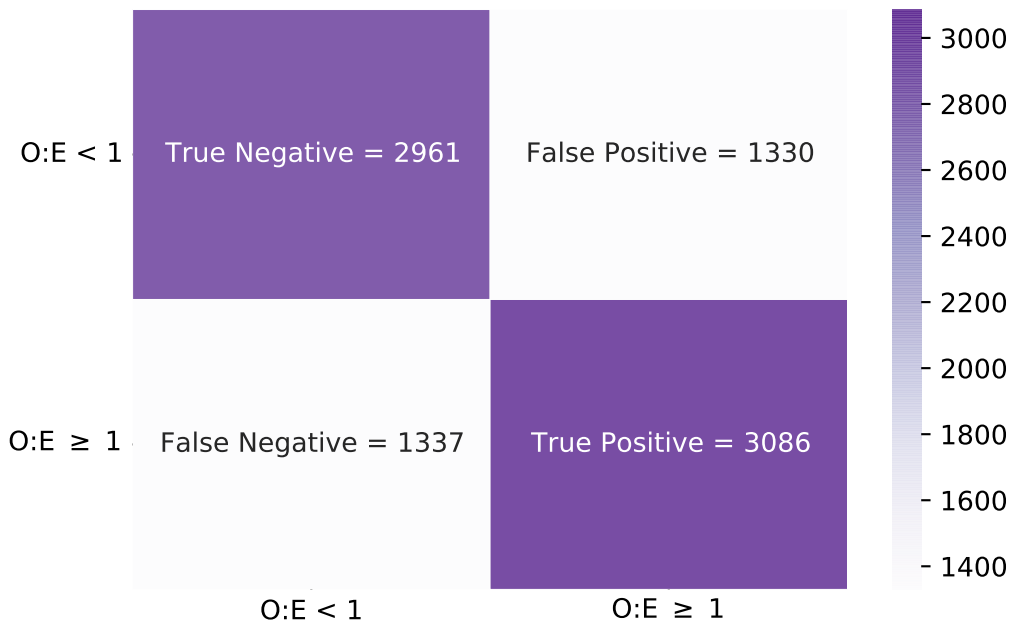 O:E < 1
True Negative = 2961
False Positive = 1330
O:E ≥ 1
False Negative = 1337
True Positive = 3086
O:E < 1
O:E ≥ 1
3000
2800
2600
2400
2200
2000
1800
1600
1400